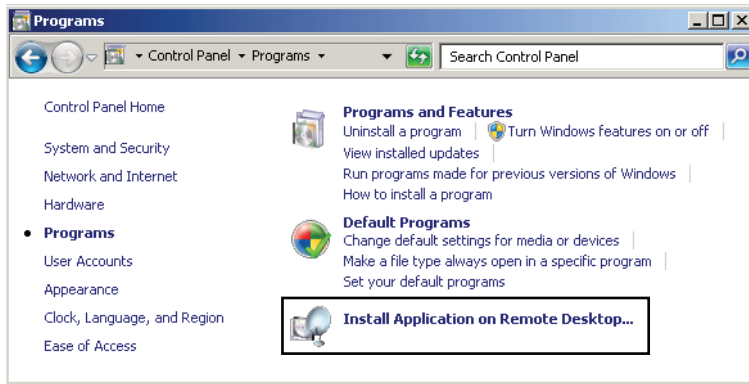 Programs
Control Panel Programs
Search Control Panel
Control Panel Home
System and Security
Network and Internet
Hardware
Programs
User Accounts
Appearance
Clock, Language, and Region
Ease of Access
Programs and Features
Uninstall a program
Turn Windows features on or off
View installed updates
Run programs made for previous versions of Windows
How to install a program
Default Programs
Change default settings for media or devices
Make a file type always open in a specific program
Set your default programs
Install Application on Remote Desktop...